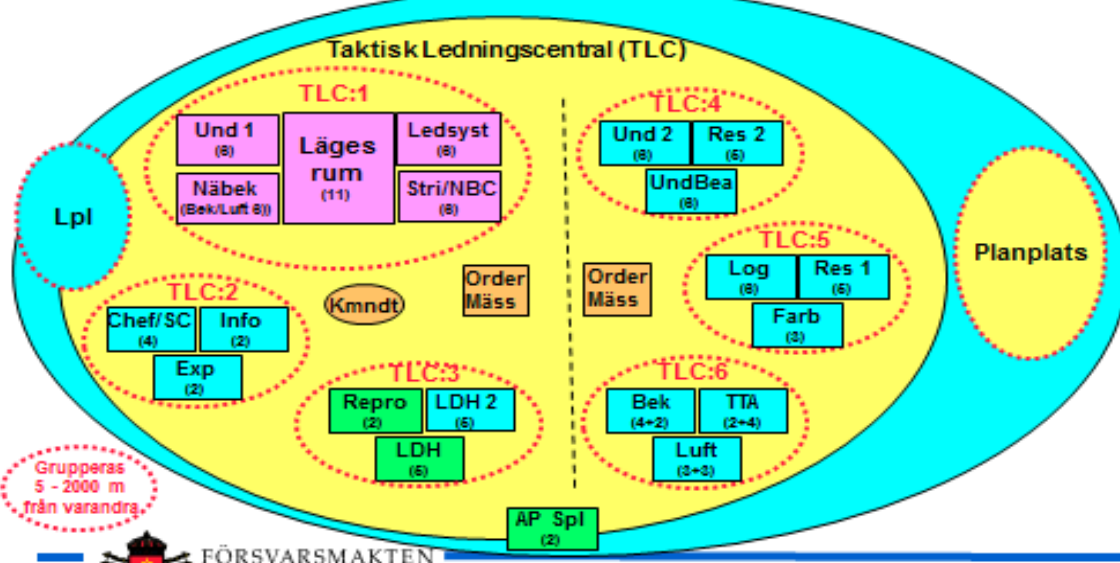 Taktisk Ledningscentral (TLC)
TLC:1
Und 1
(6)
Läges
rum
(11)
Ledsyst
(6)
Näbek
(Bek/Luft 6))
Stri/NBC
(6)
TLC:4
Und 2
(6)
Res 2
(5)
UndBea
(6)
Lpl
Planplats
TLC:5
Log
(6)
Res 1
(5)
Farb
(3)
TLC:2
Chef/SC
(4)
Info
(2)
Exp
(2)
Kmndt
Order
Mäss
Order
Mäss
TLC:3
Repro
(2)
LDH 2
(5)
LDH
(5)
TLC:6
Bek
(4+2)
TTA
(2+4)
Luft
(3+3)
Grupperas
5 - 2000 m
från varandra
AP Spl
(2)
FÖRSVARSMAKTEN